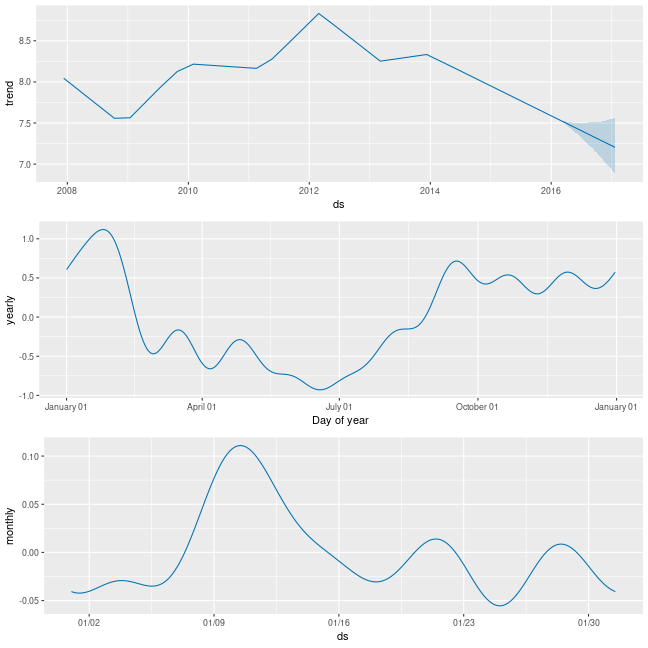 8.5
8.0
7.5
7.0
trend
2008 2010 2012 2014 2016
ds
1.0
0.5
0.0
-0.5
-1.0
yearly
January 01 April 01 July 01 October 01 January 01
Day of year
0.10
0.05
0.00
-0.05
monthly
01/02 01/09 01/16 01/23 01/30
ds